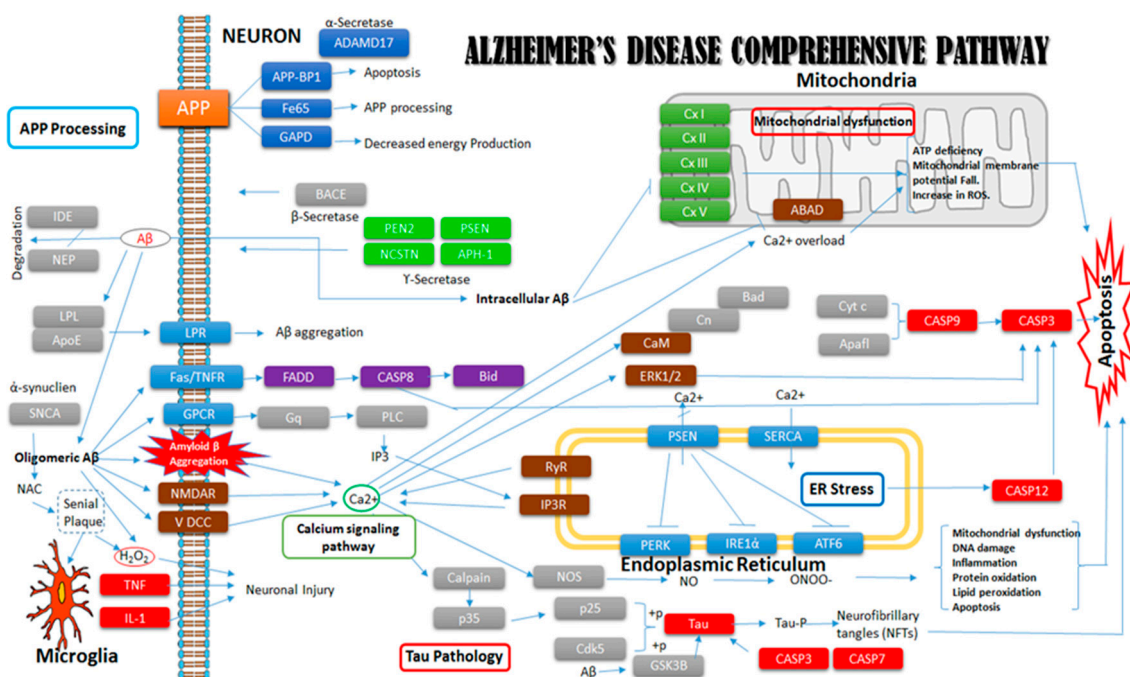 ALZHEIMER'S DISEASE COMPREHENSIVE PATHWAY
NEURON
α-Secretase
ADAMD17
APP
APP-BP1
Apoptosis
Fe65
APP processing
GAPD
Decreased energy Production
APP Processing
Mitochondria
Cx I
Cx II
Cx III
Cx IV
Cx V
Mitochondrial dysfunction
ATP deficiency
Mitochondrial membrane
potential Fall.
Increase in ROS.
ABAD
Ca2+ overload
BACE
β-Secretase
PEN2
PSEN
NCSTN
APH-1
ϒ-Secretase
Degradation
IDE
NEP
Aβ
Intracellular Aβ
LPL
ApoE
LPR
Aβ aggregation
Bad
Cn
CaM
ERK1/2
Cyt c
Apafl
CASP9
CASP3
Apoptosis
Fas/TNFR
FADD
CASP8
Bid
ά-synuclien
SNCA
GPCR
Gq
PLC
IP3
Oligomeric Aβ
Amyloid β
Aggregation
NAC
NMDAR
V DCC
Ca2+
Calcium signaling
pathway
Ca2+
Ca2+
PSEN
SERCA
RyR
IP3R
ER Stress
CASP12
PERK
IRE1ά
ATF6
Endoplasmic Reticulum
Senial
Plaque
H₂O₂
TNF
IL-1
Neuronal Injury
Microglia
Calpain
p35
NOS
NO
ONOO-
Mitochondrial dysfunction
DNA damage
Inflammation
Protein oxidation
Lipid peroxidation
Apoptosis
p25
Cdk5
+p
+p
Tau
Tau-P
Neurofibrillary
tangles (NFTs)
Tau Pathology
Aβ
GSK3B
CASP3
CASP7